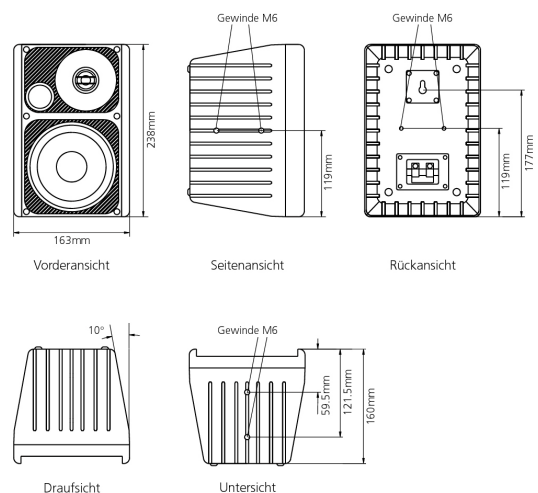 Gewinde M6
Gewinde M6
238mm
119mm
119mm
177mm
163mm
Vorderansicht
Seitenansicht
Rückansicht
10°
Gewinde M6
59.5mm
121.5mm
160mm
Draufsicht
Untersicht